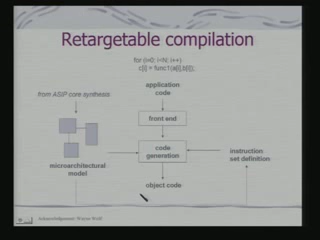 Retargetable compilation
for (i=0; i<N; i++)
c[i] = func1(a[i],b[i]);
application
code
from ASIP core synthesis
front end
code
generation
instruction
set definition
microarchitectural
model
object code
Acknowledgement: Wayne Wolf